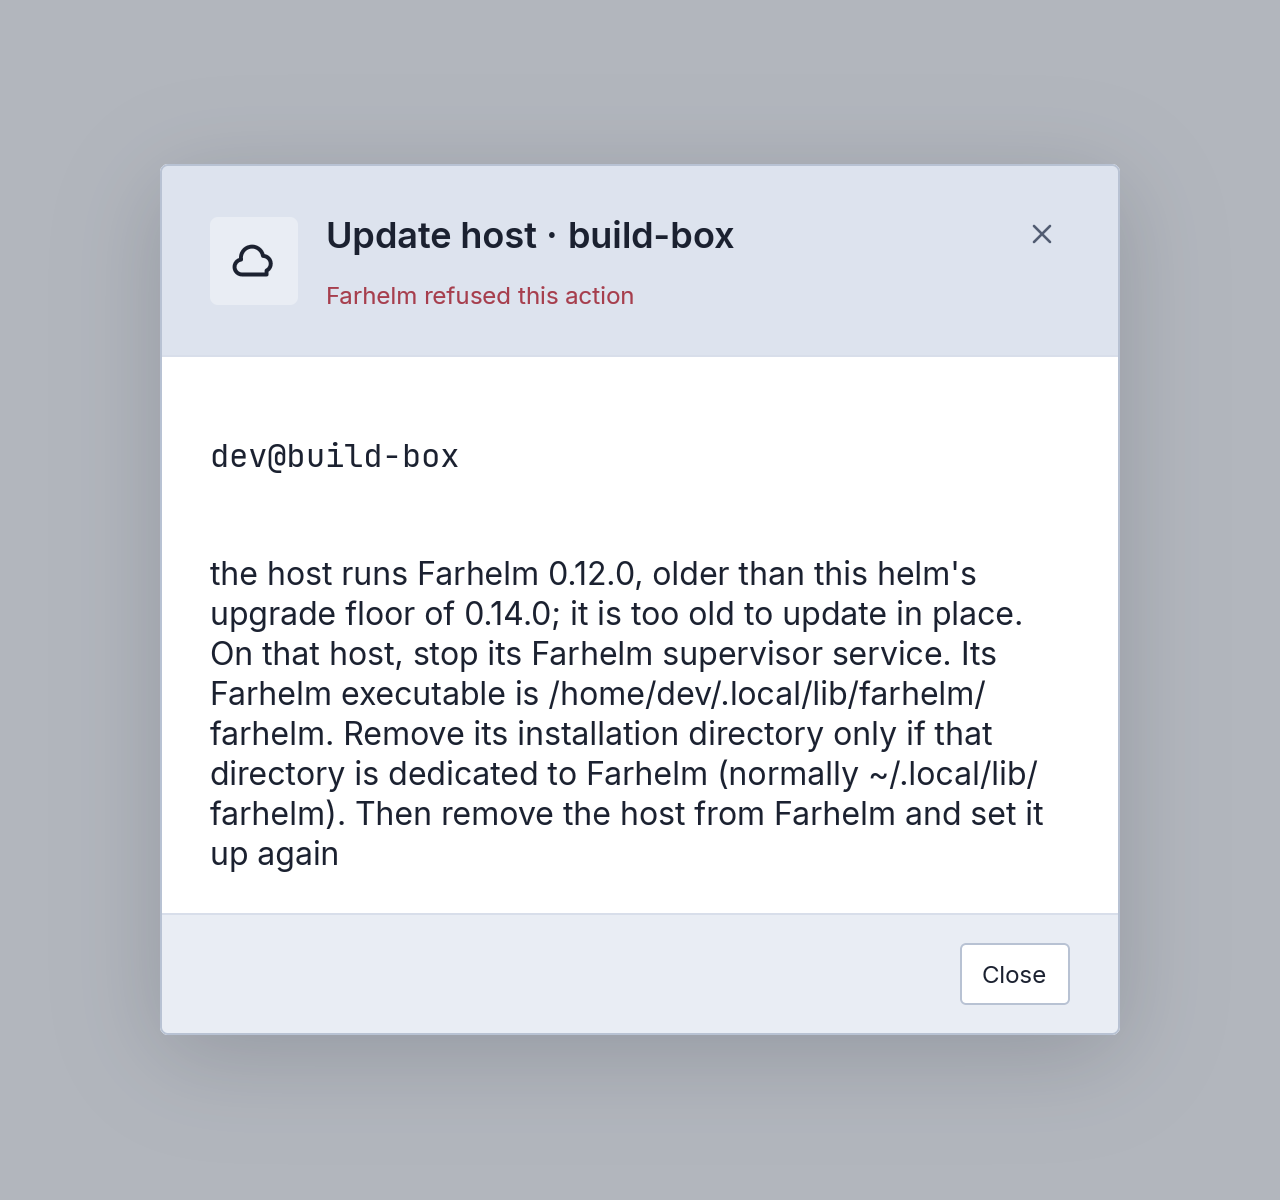 Update host · build-box
Farhelm refused this action
dev@build-box
the host runs Farhelm 0.12.0, older than this helm's
upgrade floor of 0.14.0; it is too old to update in place.
On that host, stop its Farhelm supervisor service. Its
Farhelm executable is /home/dev/.local/lib/farhelm/
farhelm. Remove its installation directory only if that
directory is dedicated to Farhelm (normally ~/.local/lib/
farhelm). Then remove the host from Farhelm and set it
up again
Close